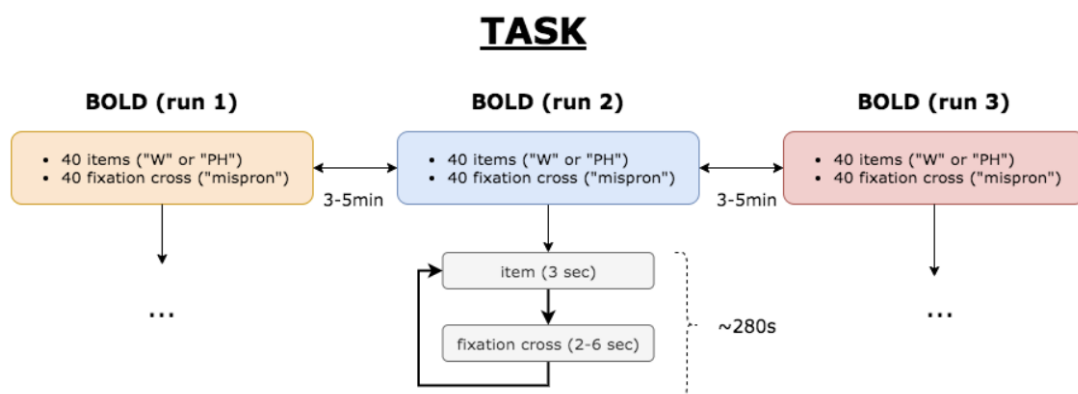 TASK
BOLD (run 1)
• 40 items ("W" or "PH")
• 40 fixation cross ("mispron")
...
3-5min
BOLD (run 2)
• 40 items ("W" or "PH")
• 40 fixation cross ("mispron")
item (3 sec)
fixation cross (2-6 sec)
~280s
3-5min
BOLD (run 3)
• 40 items ("W" or "PH")
• 40 fixation cross ("mispron")
...